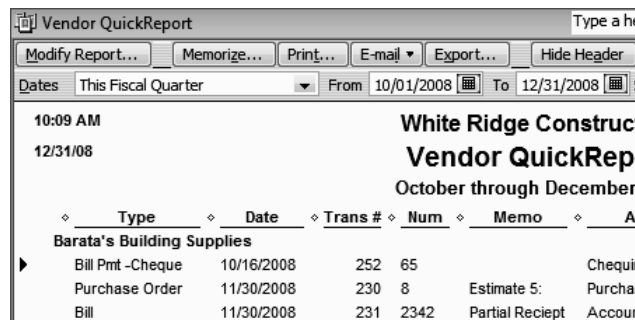 Vendor QuickReport Type a he
Modify Report... Memorize... Print... E-mail Export... Hide Header
Dates This Fiscal Quarter From 10/01/2008 To 12/31/2008
10:09 AM White Ridge Construc
12/31/08 Vendor QuickRep
October through December
Type Date Trans # Num Memo A
Barata's Building Supplies
Bill Pmt -Cheque 10/16/2008 252 65 Chequi
Purchase Order 11/30/2008 230 8 Estimate 5: Purcha
Bill 11/30/2008 231 2342 Partial Reciept Accour